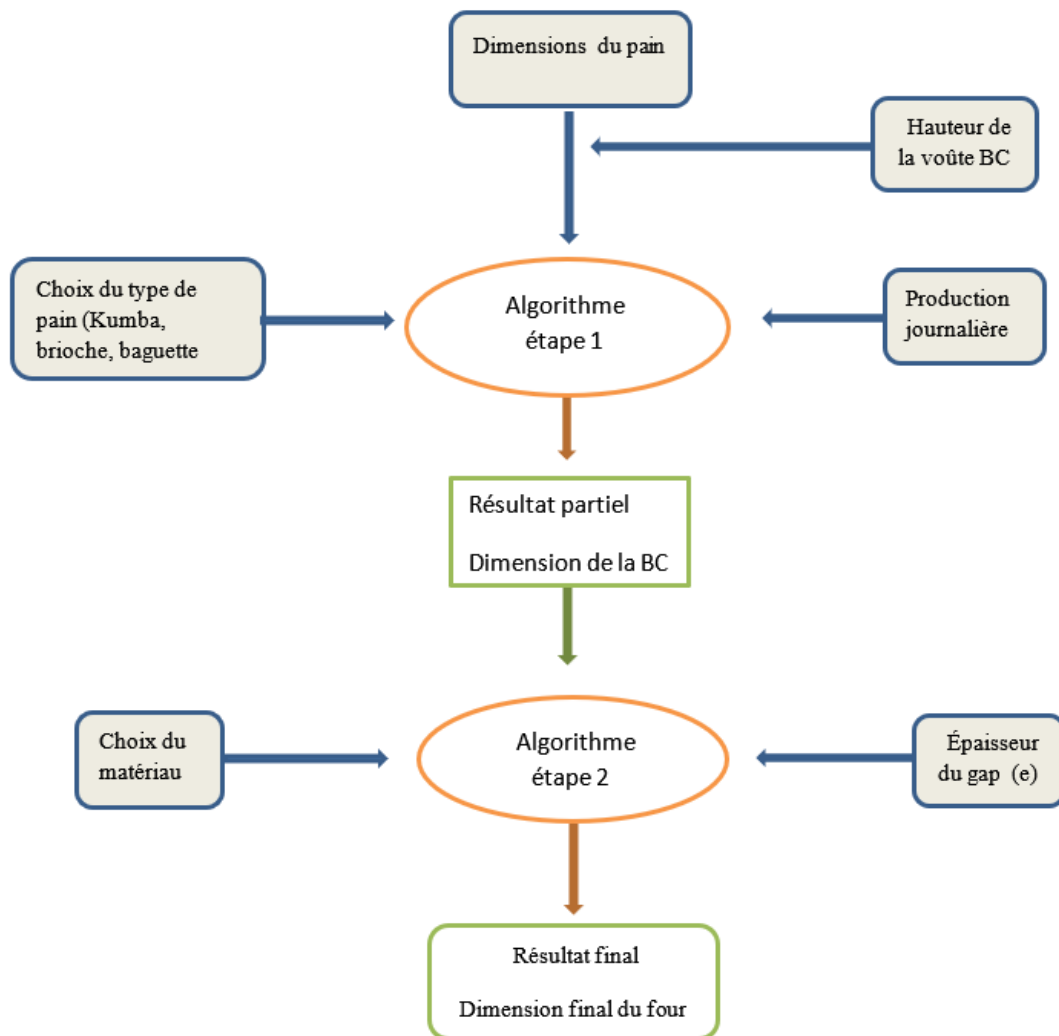 Dimensions du pain
Hauteur de
la voûte BC
Choix du type de
pain (Kumba,
brioche, baguette
Algorithme
étape 1
Production
journalière
Résultat partiel
Dimension de la BC
Choix du
matériau
Algorithme
étape 2
Épaisseur
du gap (e)
Résultat final
Dimension final du four